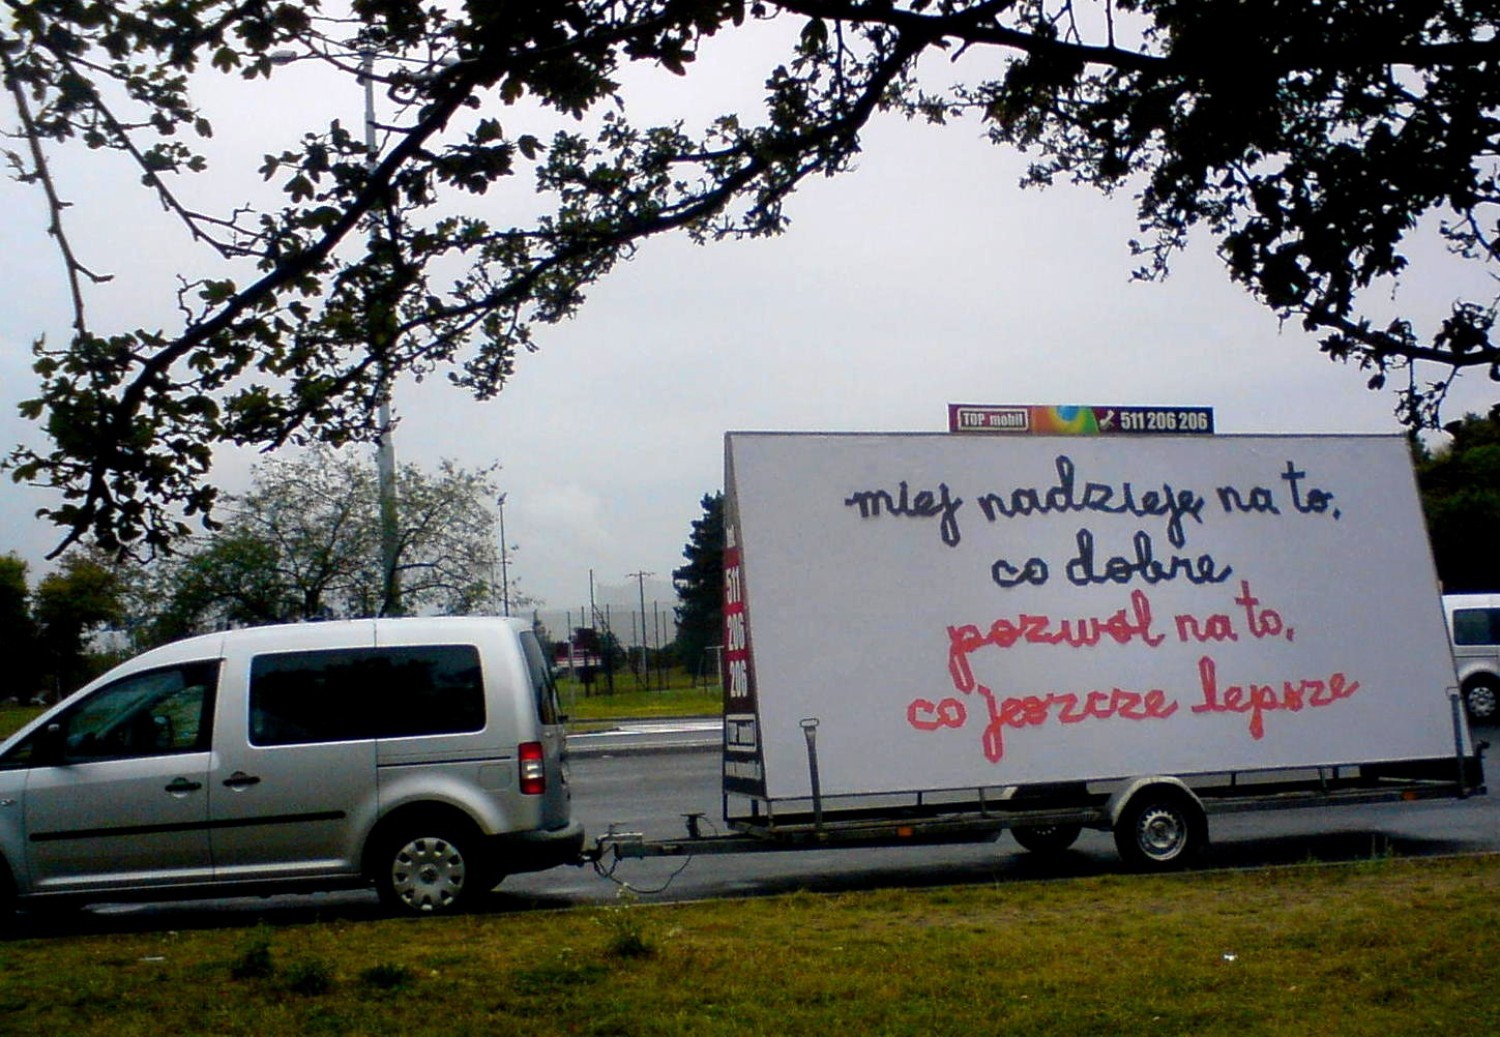 TOP mobil 511 206 206
miej nadzieję na to,
co dobre
pozwól na to,
co jeszcze lepsze
511
206
206